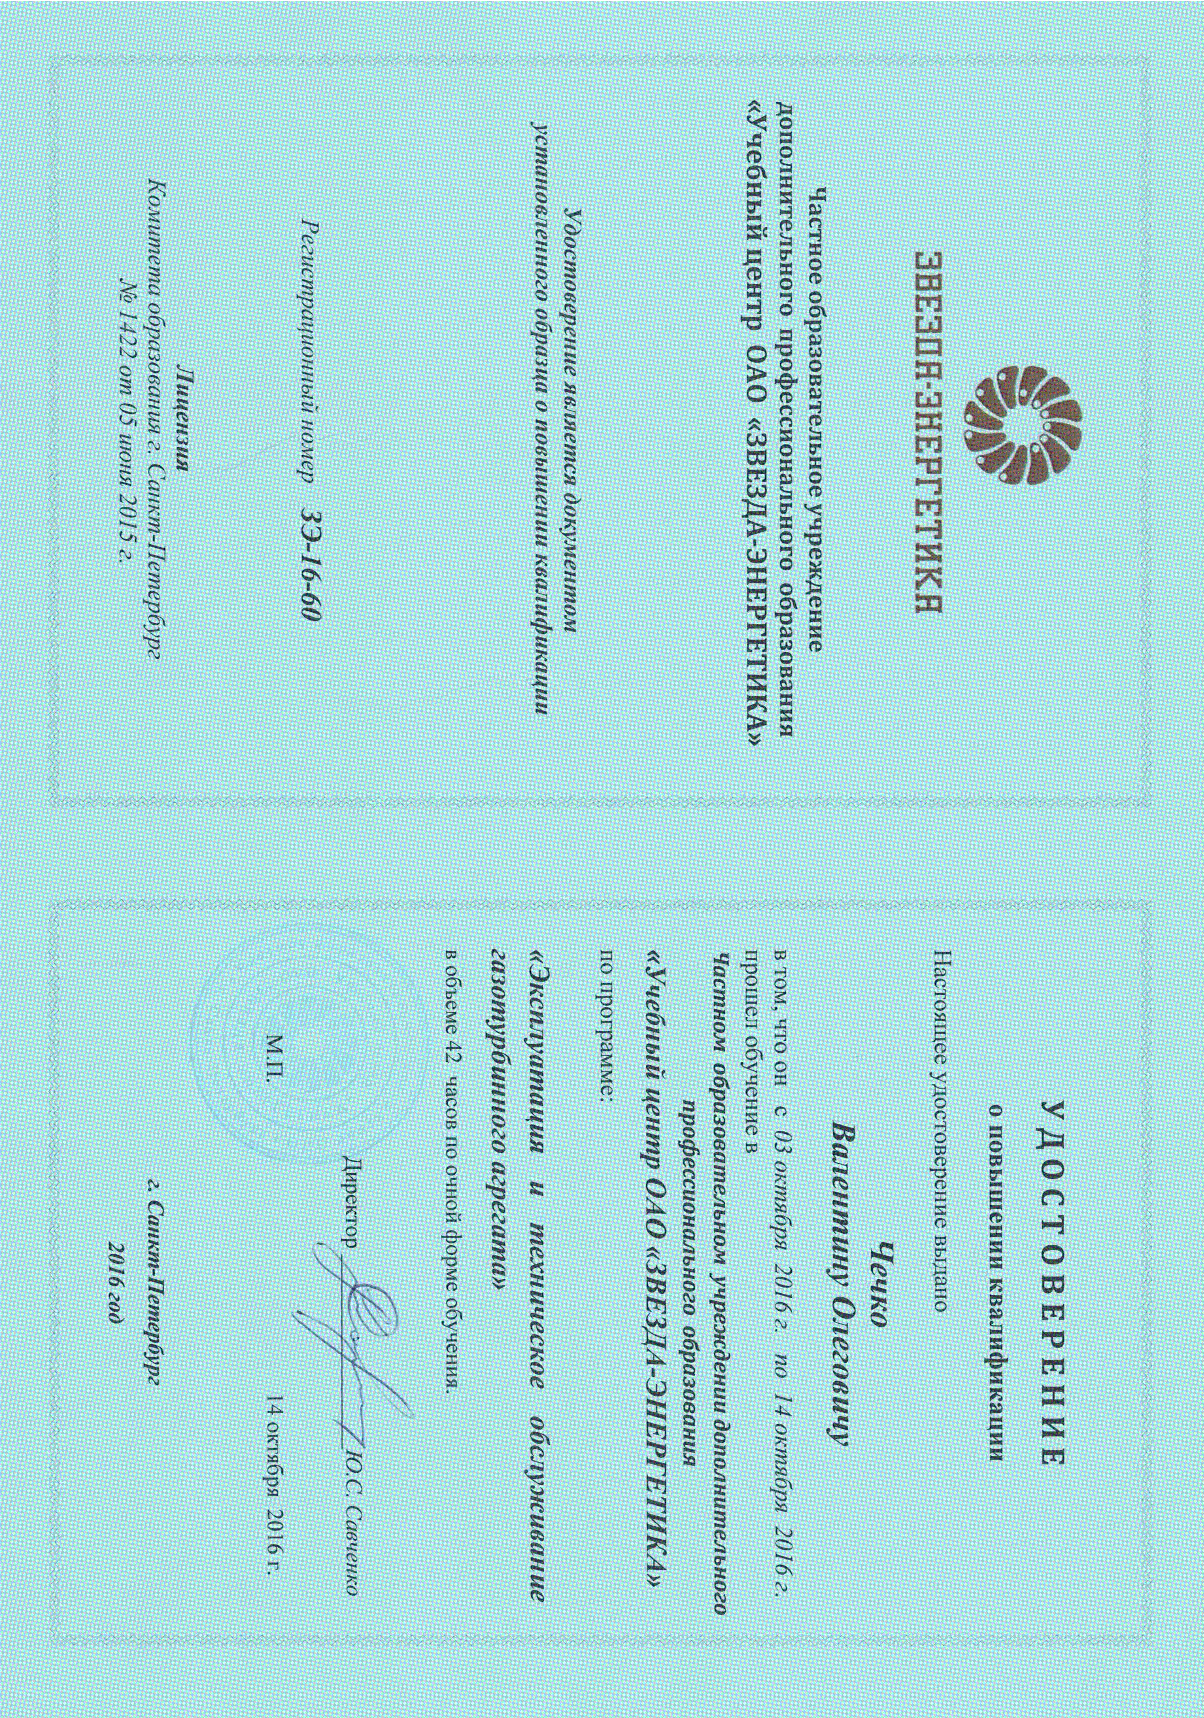 ЗВЕЗДА-ЭНЕРГЕТИКА
Частное образовательное учреждение
дополнительного профессионального образования
«Учебный центр ОАО «ЗВЕЗДА-ЭНЕРГЕТИКА»
Удостоверение является документом
установленного образца о повышении квалификации
Регистрационный номер ЗЭ-16-60
Лицензия
Комитета образования г. Санкт-Петербург
№ 1422 от 05 июня 2015 г.
УДОСТОВЕРЕНИЕ
о повышении квалификации
Настоящее удостоверение выдано
Чечко
Валентину Олеговичу
в том, что он с 03 октября 2016 г. по 14 октября 2016 г.
прошел обучение в
Частном образовательном учреждении дополнительного
профессионального образования
«Учебный центр ОАО «ЗВЕЗДА-ЭНЕРГЕТИКА»
по программе:
«Эксплуатация и техническое обслуживание
газотурбинного агрегата»
в объеме 42 часов по очной форме обучения.
Директор Ю.С. Савченко
М.П. 14 октября 2016 г.
г. Санкт-Петербург
2016 год